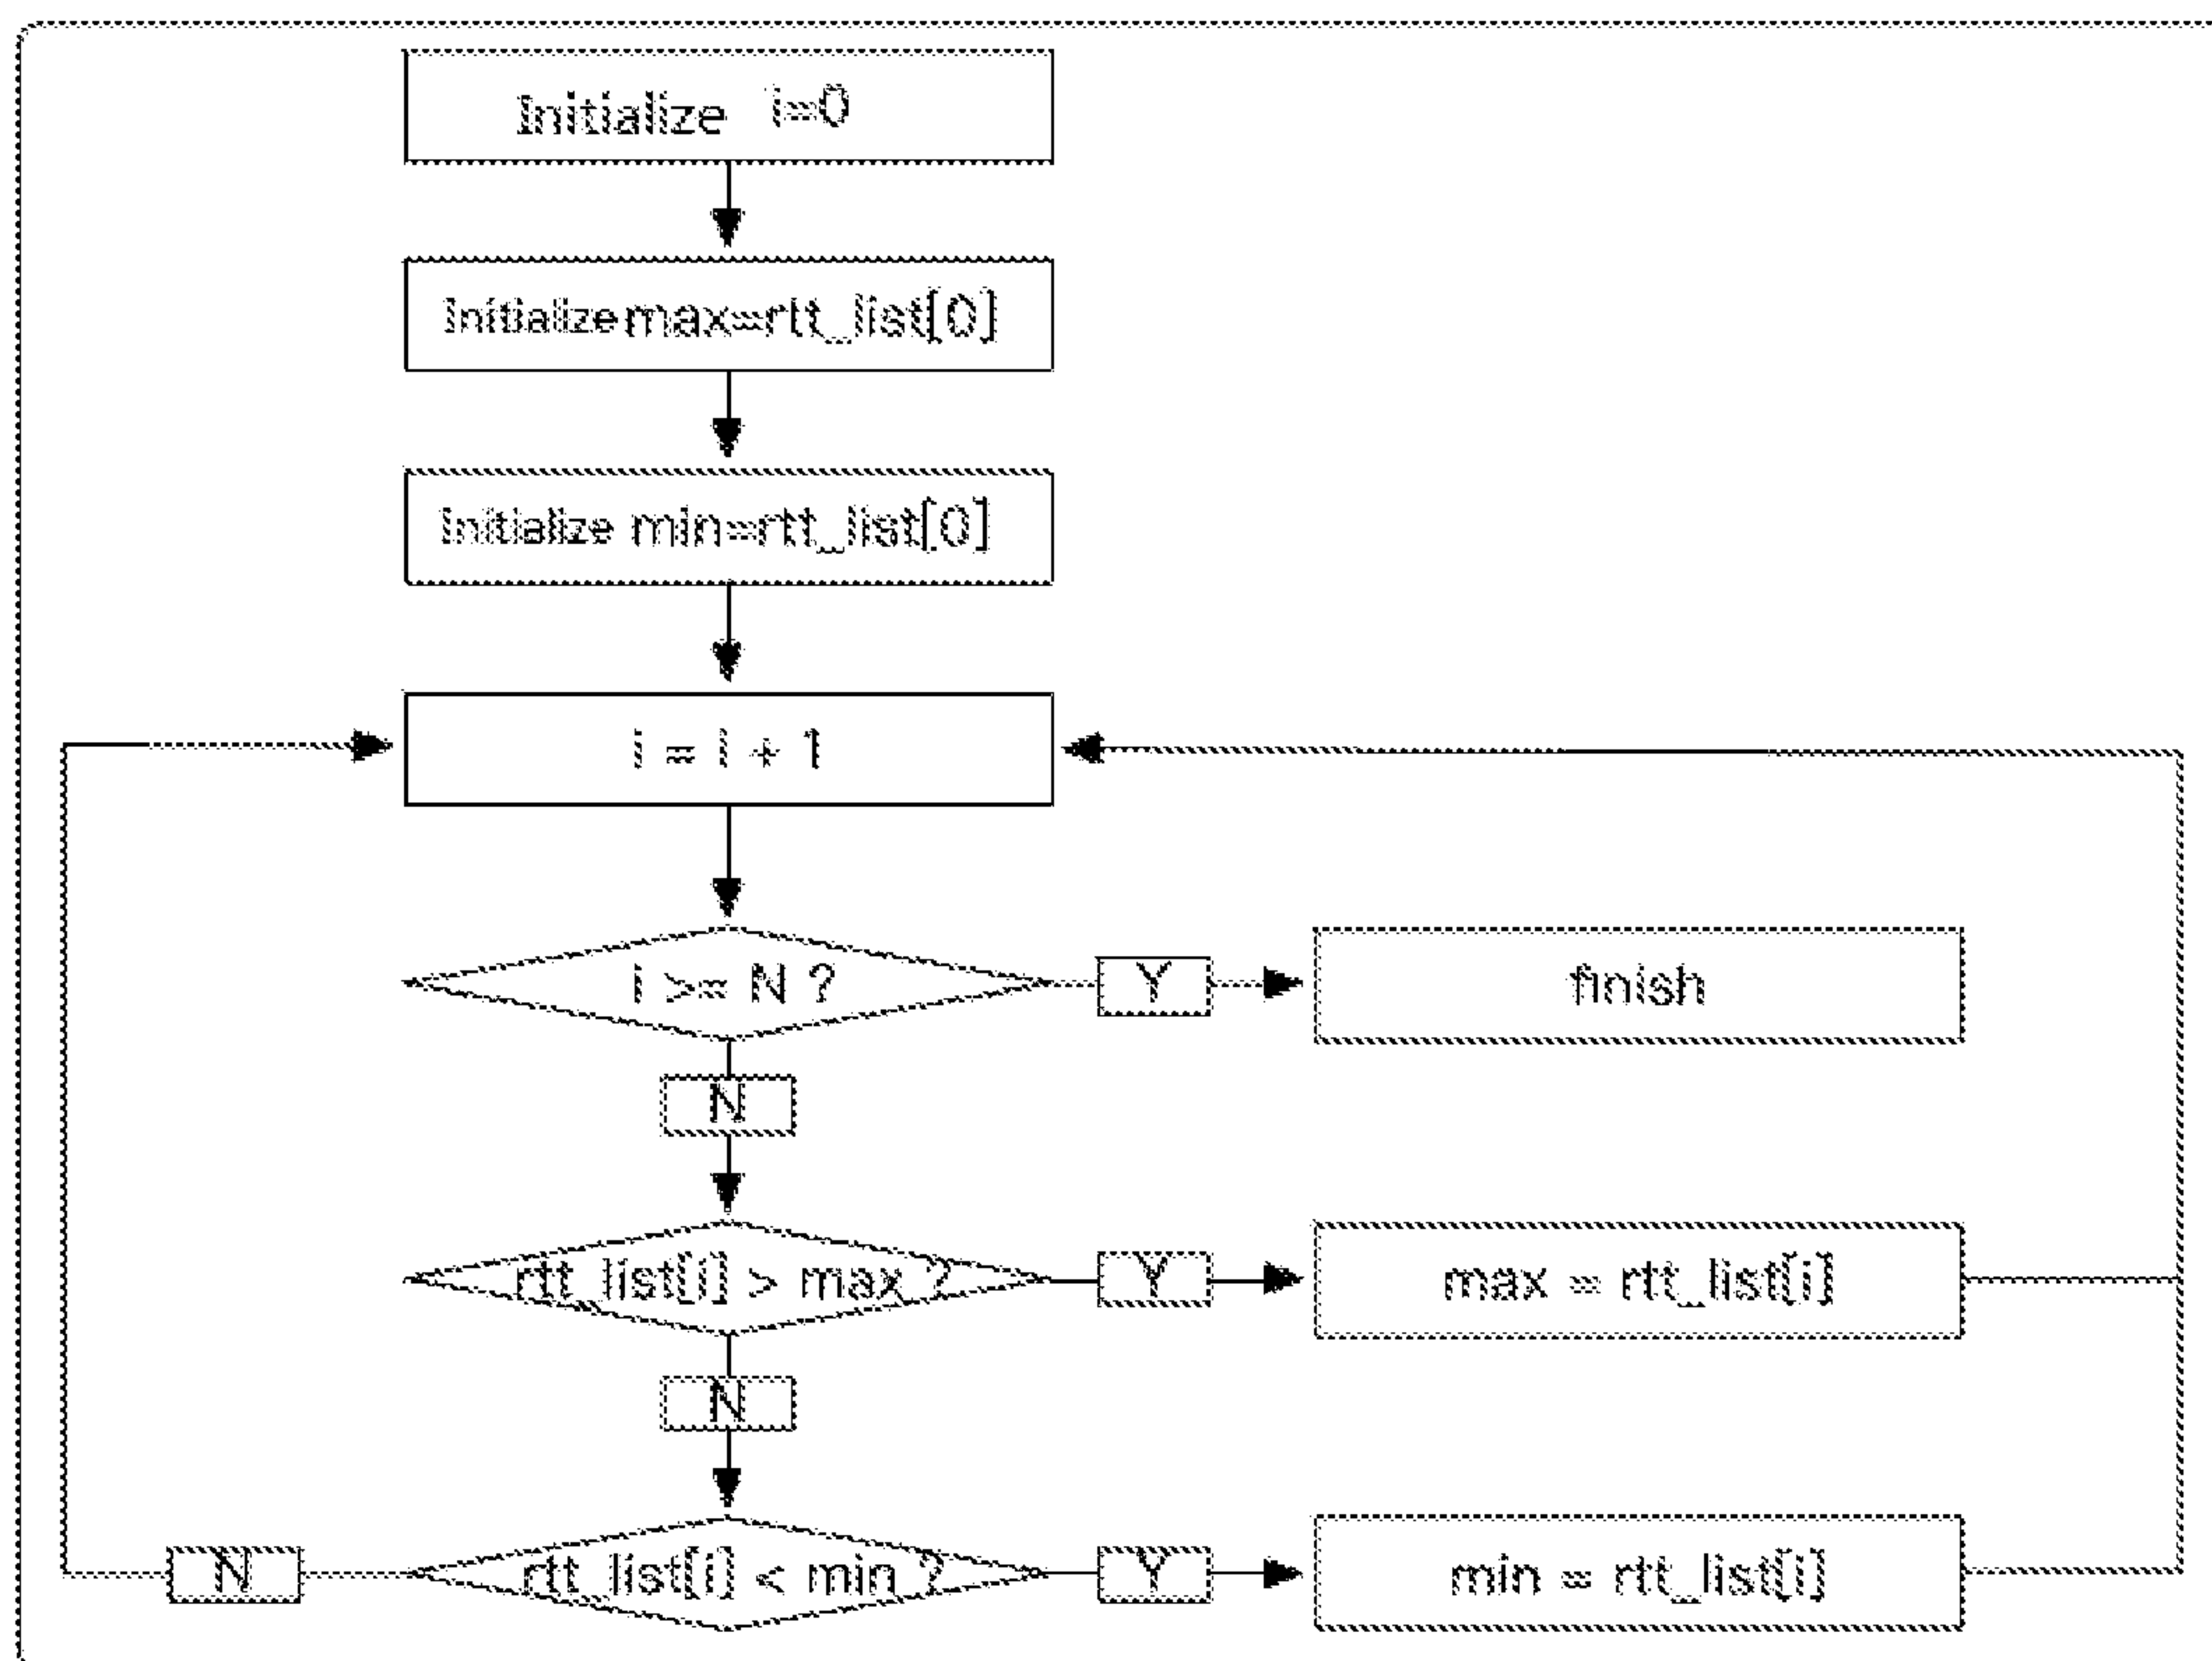 Initialize i=0
Initialize max=rtt_list[0]
Initialize min=rtt_list[0]
i = i + 1
i >= N ?
Y
finish
N
rtt_list[i] > max ?
Y
max = rtt_list[i]
N
N
rtt_list[i] < min ?
Y
min = rtt_list[i]